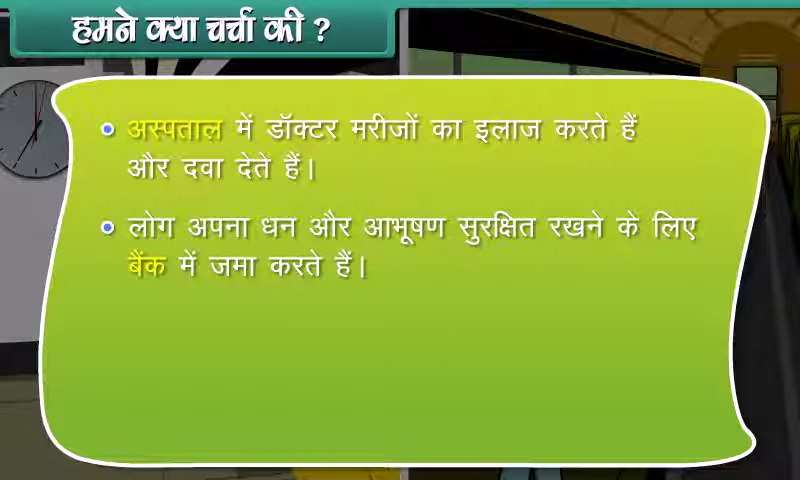 हमने क्या चर्चा की ?
अस्पताल में डॉक्टर मरीजों का इलाज करते हैं
और दवा देते हैं।
लोग अपना धन और आभूषण सुरक्षित रखने के लिए
बैंक में जमा करते हैं।